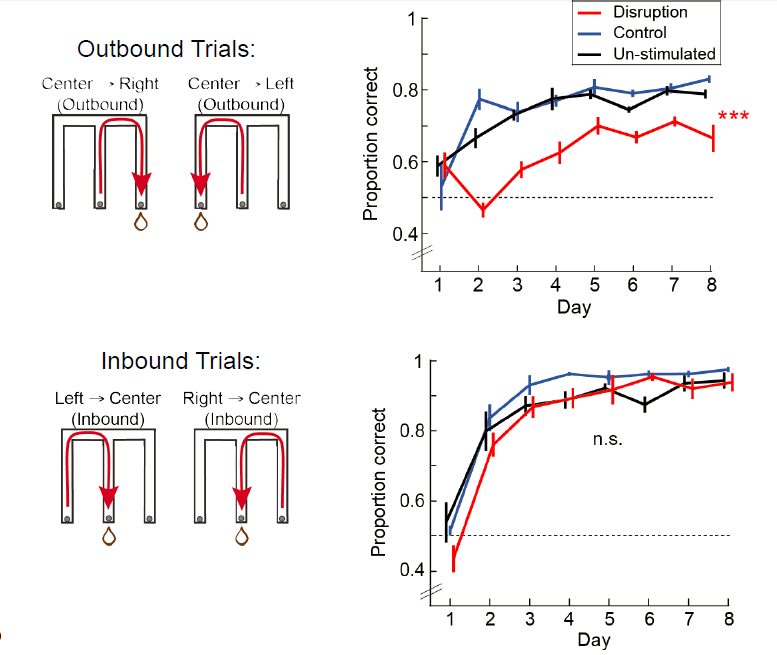 Outbound Trials:
Center → Right
(Outbound)
Center → Left
(Outbound)
Disruption
Control
Un-stimulated
Proportion correct
1
0.8
0.6
0.4
***
1 2 3 4 5 6 7 8
Day
Inbound Trials:
Left → Center
(Inbound)
Right → Center
(Inbound)
Proportion correct
1
0.8
0.6
0.4
n.s.
1 2 3 4 5 6 7 8
Day